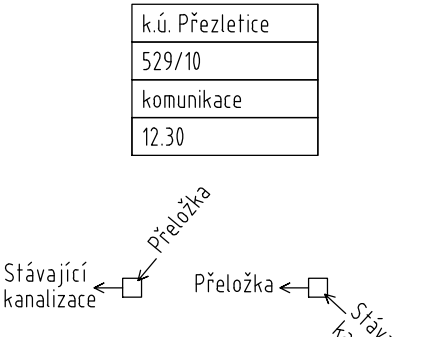 k.ú. Přezletice
529/10
komunikace
12.30
Přeložka
Stávající
kanalizace
Přeložka